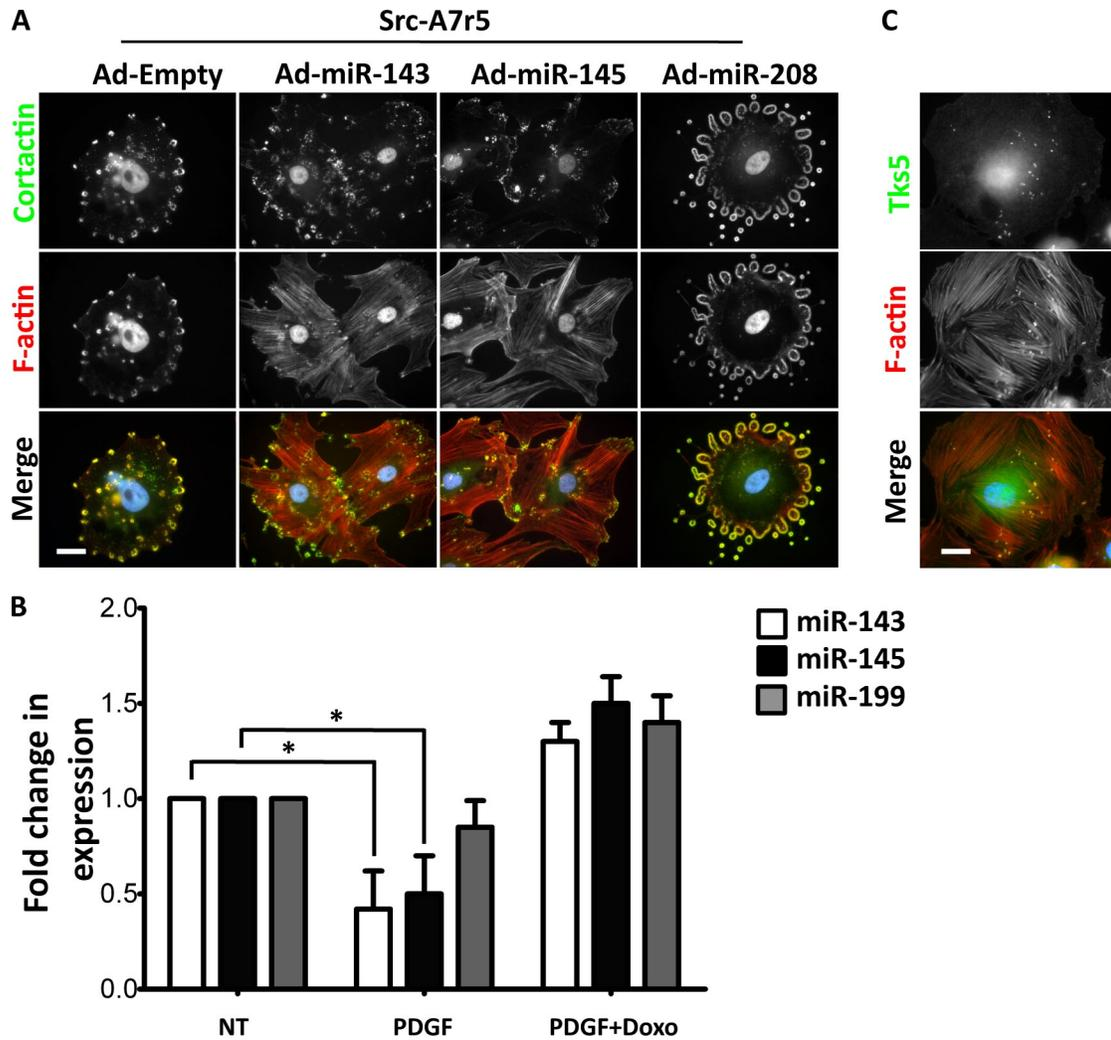 A
Src-A7r5
C
Ad-Empty
Ad-miR-143
Ad-miR-145
Ad-miR-208
Cortactin
Tks5
F-actin
F-actin
Merge
Merge
B
2.0
1.5
1.0
0.5
0.0
Fold change in
expression
*
*
miR-143
miR-145
miR-199
NT
PDGF
PDGF+Doxo